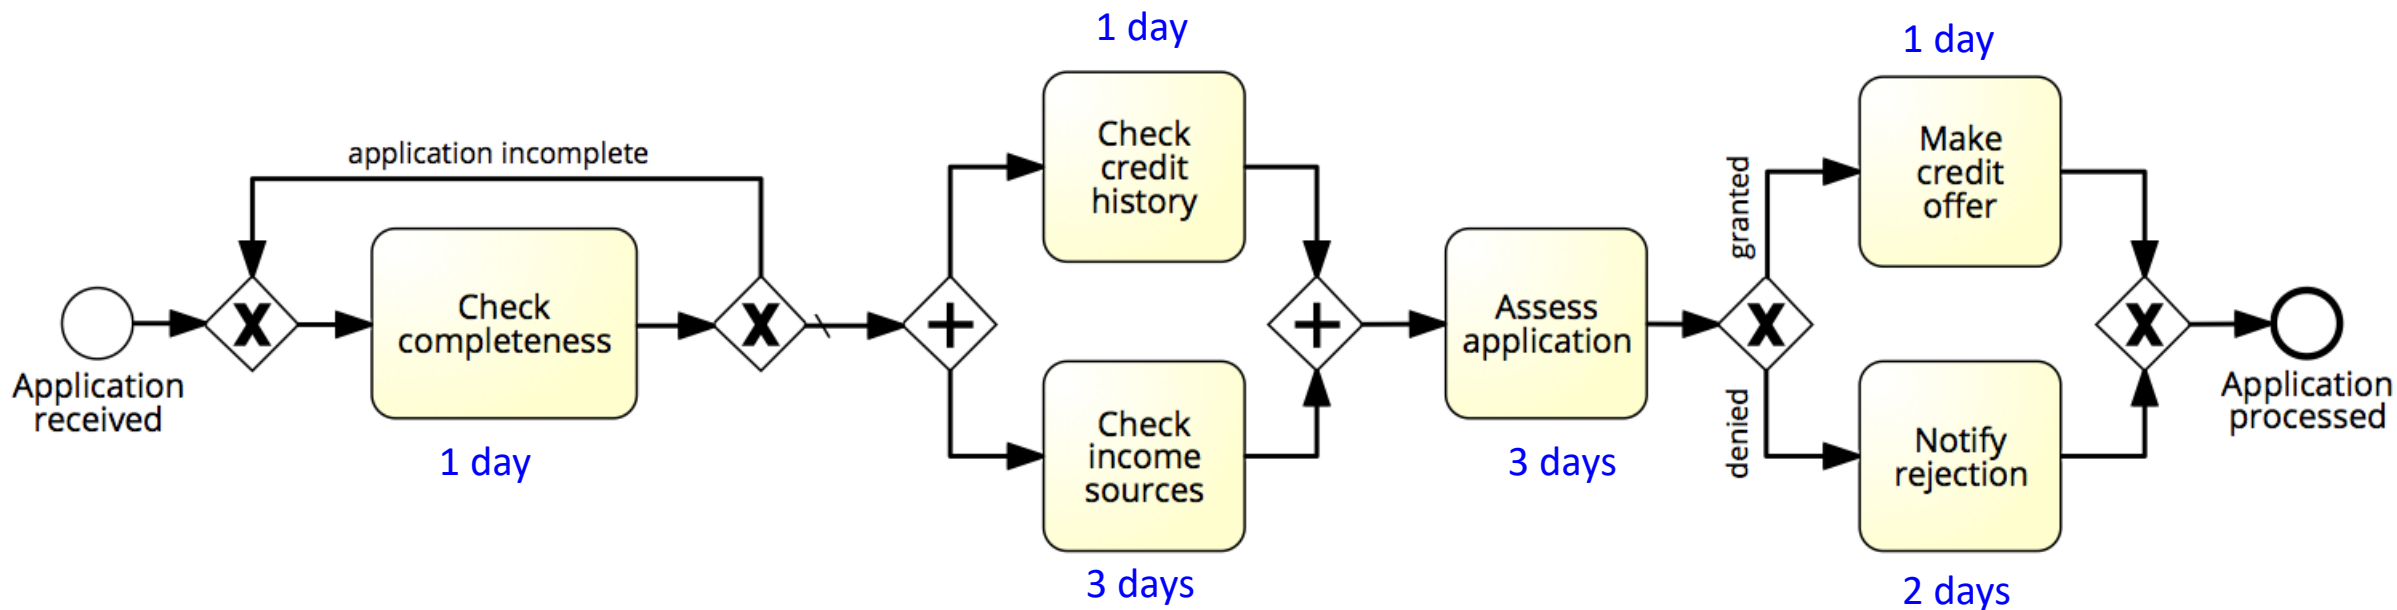 Application
received
application incomplete
Check
completeness
1 day
1 day
Check
credit
history
Check
income
sources
3 days
Assess
application
3 days
granted
denied
1 day
Make
credit
offer
Notify
rejection
2 days
Application
processed